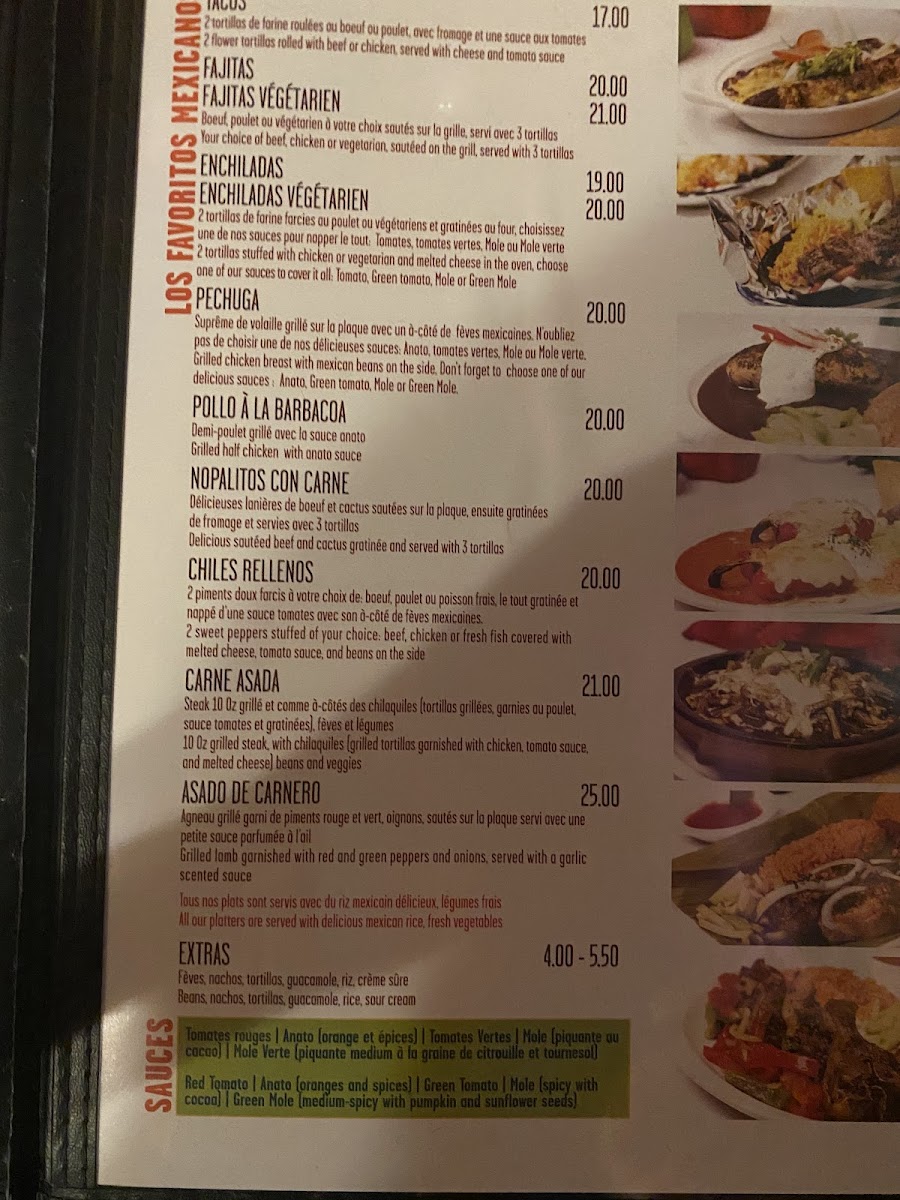 LOS FAVORITOS MEXICANO
TACOS
17.00
2 tortillas de farine roulées au boeuf ou poulet, avec fromage et une sauce aux tomates
2 flower tortillas rolled with beef or chicken, served with cheese and tomato sauce
FAJITAS
20.00
FAJITAS VÉGÉTARIEN
21.00
Boeuf, poulet ou végétarien à votre choix sautés sur la grille, servi avec 3 tortillas
Your choice of beef, chicken or vegetarian, sautéed on the grill, served with 3 tortillas
ENCHILADAS
19.00
ENCHILADAS VÉGÉTARIEN
20.00
2 tortillas de farine farcies au poulet ou végétariens et gratinées au four, choisissez
une de nos sauces pour napper le tout: Tomates, tomates vertes, Mole ou Mole verte
2 tortillas stuffed with chicken or vegetarian and melted cheese in the oven, choose
one of our sauces to cover it all: Tomato, Green tomato, Mole or Green Mole
PECHUGA
20.00
Suprême de volaille grillé sur la plaque avec un à-côté de fèves mexicaines. N'oubliez
pas de choisir une de nos délicieuses sauces: Anato, tomates vertes, Mole ou Mole verte.
Grilled chicken breast with mexican beans on the side, Don't forget to choose one of our
delicious sauces : Anato, Green tomato, Mole or Green Mole.
POLLO À LA BARBACOA
20.00
Demi-poulet grillé avec la sauce anato
Grilled half chicken with anato sauce
NOPALITOS CON CARNE
20.00
Délicieuses lanières de boeuf et cactus sautées sur la plaque, ensuite gratinées
de fromage et servies avec 3 tortillas
Delicious sautéed beef and cactus gratinée and served with 3 tortillas
CHILES RELLENOS
20.00
2 piments doux farcis à votre choix de: boeuf, poulet ou poisson frais, le tout gratinée et
nappé d'une sauce tomates avec son à-côté de fèves mexicaines.
2 sweet peppers stuffed of your choice: beef, chicken or fresh fish covered with
melted cheese, tomato sauce, and beans on the side
CARNE ASADA
21.00
Steak 10 Oz grillé et comme à-côtés des chilaquiles (tortillas grillées, garnies au poulet,
sauce tomates et gratinées), fèves et légumes
10 Oz grilled steak, with chilaquiles (grilled tortillas garnished with chicken, tomato sauce,
and melted cheese) beans and veggies
ASADO DE CARNERO
25.00
Agneau grillé garni de piments rouge et vert, oignons, sautés sur la plaque servi avec une
petite sauce parfumée à l'ail
Grilled lamb garnished with red and green peppers and onions, served with a garlic
scented sauce
Tous nos plats sont servis avec du riz mexicain délicieux, légumes frais
All our platters are served with delicious mexican rice, fresh vegetables
EXTRAS
4.00 - 5.50
Fèves, nachos, tortillas, guacamole, riz, crème sûre
Beans, nachos, tortillas, guacamole, rice, sour cream
SAUCES
Tomates rouges | Anato (orange et épices) | Tomates Vertes | Mole (piquante au
cacao) | Mole Verte (piquante medium à la graine de citrouille et tournesol)
Red Tomato | Anato (oranges and spices) | Green Tomato | Mole (spicy with
cocoa) | Green Mole (medium-spicy with pumpkin and sunflower seeds)